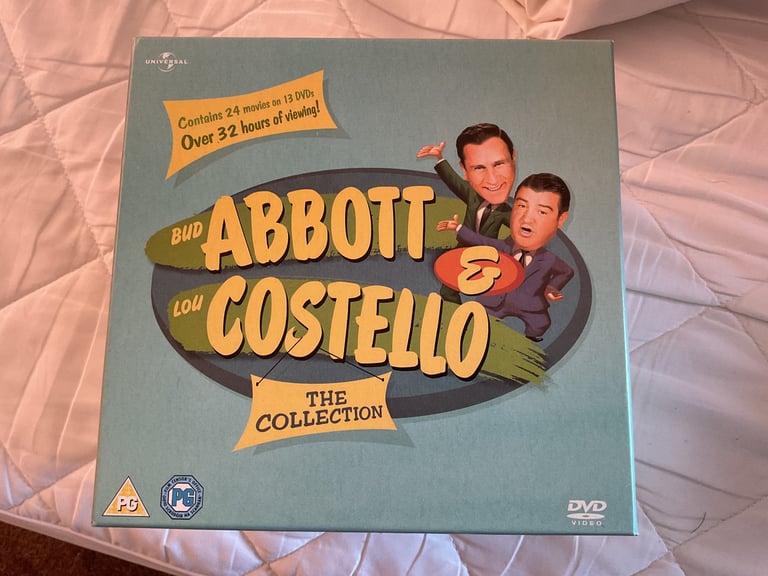 UNIVERSAL
Contains 24 movies on 13 DVDs
Over 32 hours of viewing!
BUD ABBOTT
&
LOU COSTELLO
THE
COLLECTION
PG
PG
DVD
VIDEO